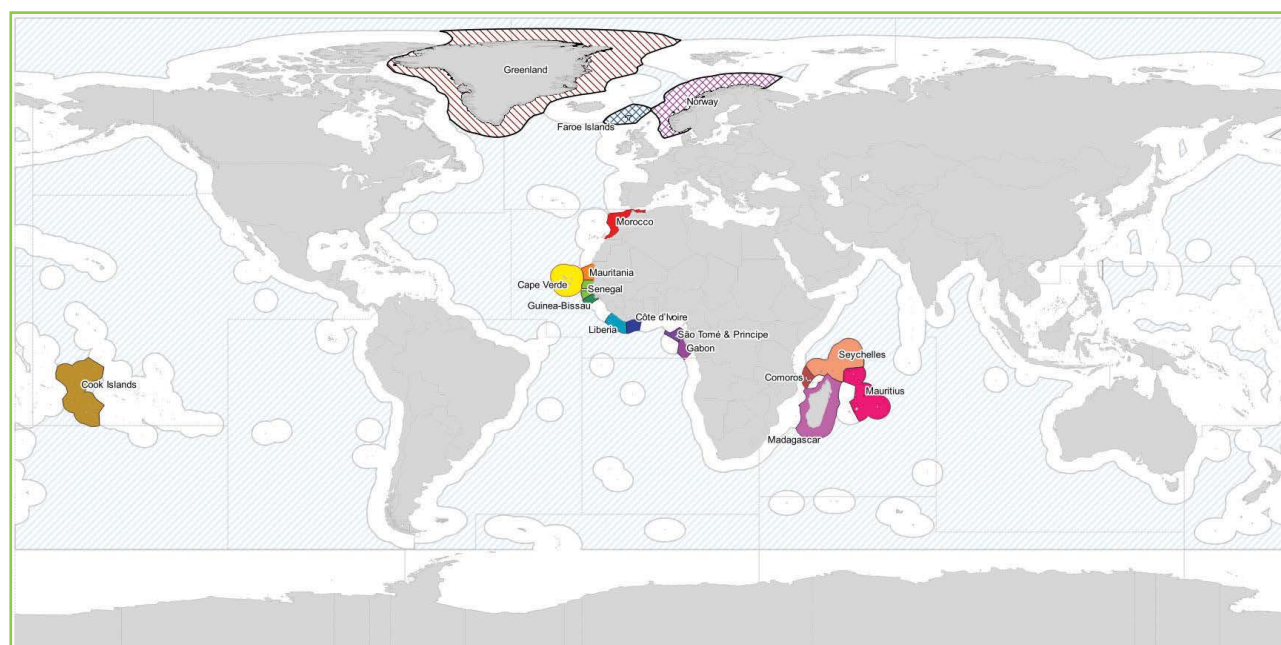 Greenland
Norway
Faroe Islands
Morocco
Mauritania
Cape Verde
Senegal
Guinea-Bissau
Côte d'Ivoire
Liberia
São Tomé & Principe
Gabon
Seychelles
Comoros
Cook Islands
Mauritius
Madagascar